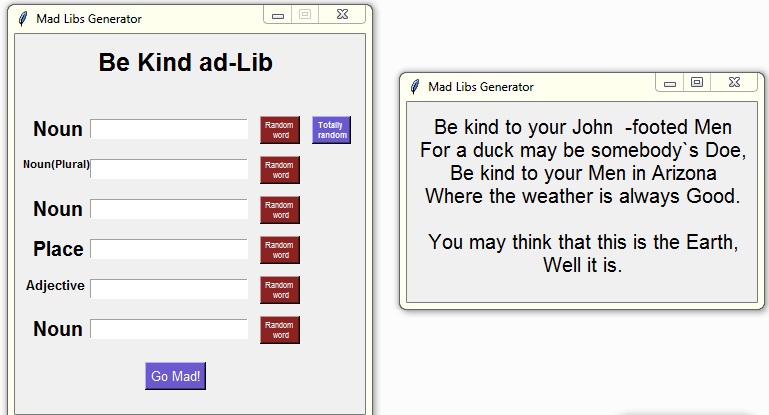 Mad Libs Generator
Be Kind ad-Lib
Noun
Random
word
Totally
random
Noun(Plural)
Random
word
Noun
Random
word
Place
Random
word
Adjective
Random
word
Noun
Random
word
Go Mad!
Mad Libs Generator
Be kind to your John  -footed Men
For a duck may be somebody`s Doe,
Be kind to your Men in Arizona
Where the weather is always Good.
You may think that this is the Earth,
Well it is.